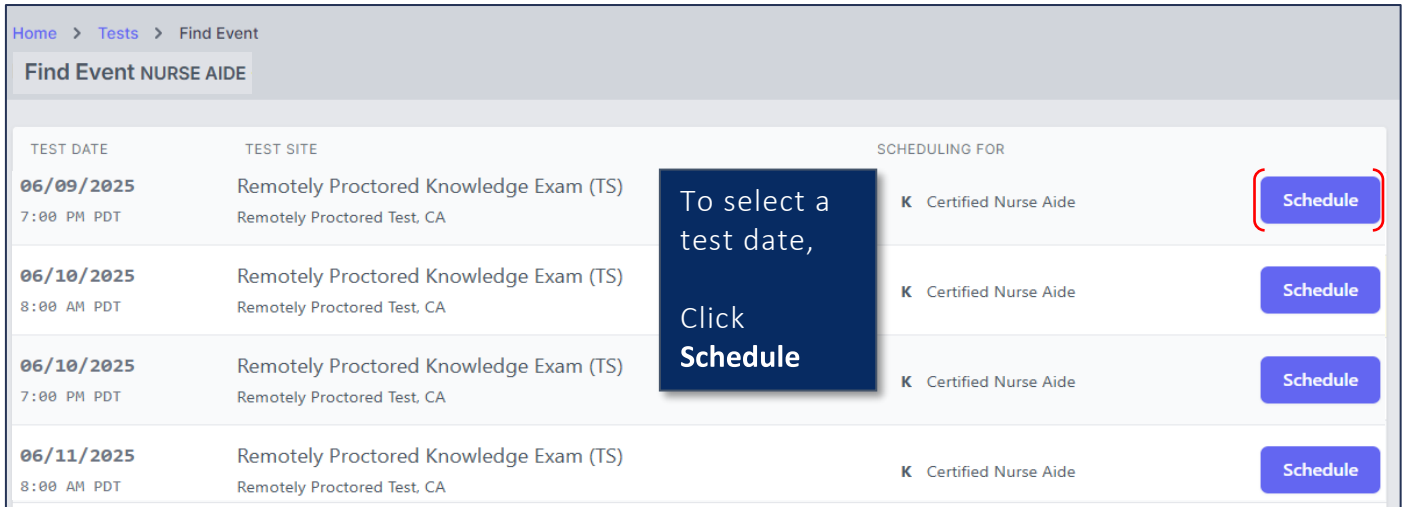 Home > Tests > Find Event
Find Event NURSE AIDE
TEST DATE TEST SITE SCHEDULING FOR
06/09/2025 Remotely Proctored Knowledge Exam (TS)
7:00 PM PDT Remotely Proctored Test, CA
K Certified Nurse Aide
Schedule
To select a
test date,
Click
Schedule
06/10/2025 Remotely Proctored Knowledge Exam (TS)
8:00 AM PDT Remotely Proctored Test, CA
K Certified Nurse Aide
Schedule
06/10/2025 Remotely Proctored Knowledge Exam (TS)
7:00 PM PDT Remotely Proctored Test, CA
K Certified Nurse Aide
Schedule
06/11/2025 Remotely Proctored Knowledge Exam (TS)
8:00 AM PDT Remotely Proctored Test, CA
K Certified Nurse Aide
Schedule